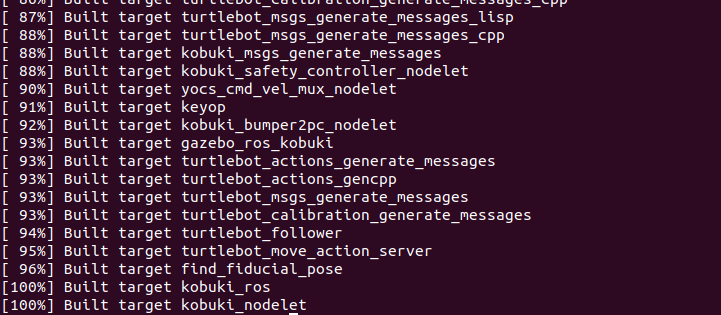 [ 86%] Built target turtlebot_calibration_generate_messages_cpp
[ 87%] Built target turtlebot_msgs_generate_messages_lisp
[ 88%] Built target turtlebot_msgs_generate_messages_cpp
[ 88%] Built target kobuki_msgs_generate_messages
[ 88%] Built target kobuki_safety_controller_nodelet
[ 90%] Built target yocs_cmd_vel_mux_nodelet
[ 91%] Built target keyop
[ 92%] Built target kobuki_bumper2pc_nodelet
[ 93%] Built target gazebo_ros_kobuki
[ 93%] Built target turtlebot_actions_generate_messages
[ 93%] Built target turtlebot_actions_gencpp
[ 93%] Built target turtlebot_msgs_generate_messages
[ 93%] Built target turtlebot_calibration_generate_messages
[ 94%] Built target turtlebot_follower
[ 95%] Built target turtlebot_move_action_server
[ 96%] Built target find_fiducial_pose
[100%] Built target kobuki_ros
[100%] Built target kobuki_nodelet